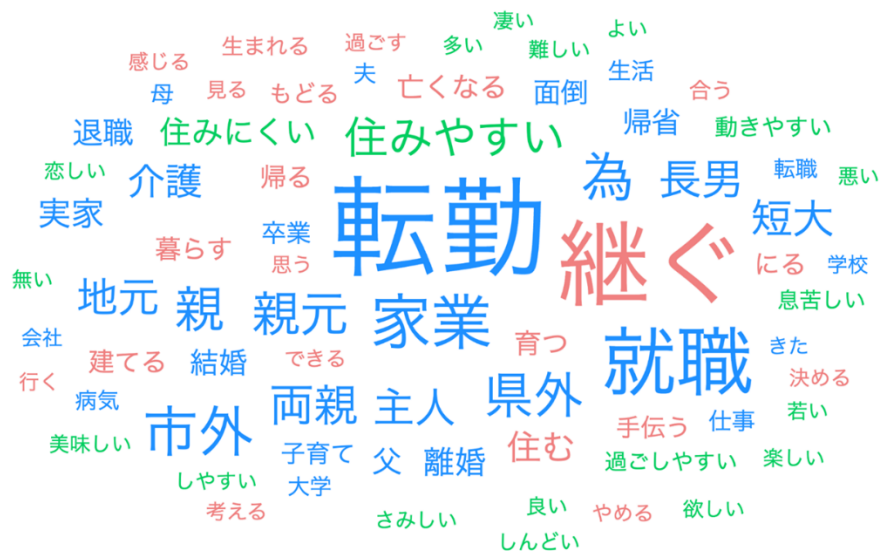 凄い
よい
生まれる
過ごす
多い
難しい
感じる
夫
生活
母
見る
もどる
亡くなる
面倒
合う
退職
住みにくい
住みやすい
帰省
動きやすい
恋しい
介護
帰る
為
長男
転職
悪い
実家
卒業
転勤
短大
暮らす
思う
継ぐ
にる
学校
無い
地元
親
親元
家業
息苦しい
会社
建てる
結婚
できる
育つ
就職
きた
行く
病気
両親
主人
県外
決める
市外
手伝う
仕事
若い
美味しい
子育て
父
離婚
住む
過ごしやすい
楽しい
しやすい
大学
考える
さみしい
良い
やめる
欲しい
しんどい